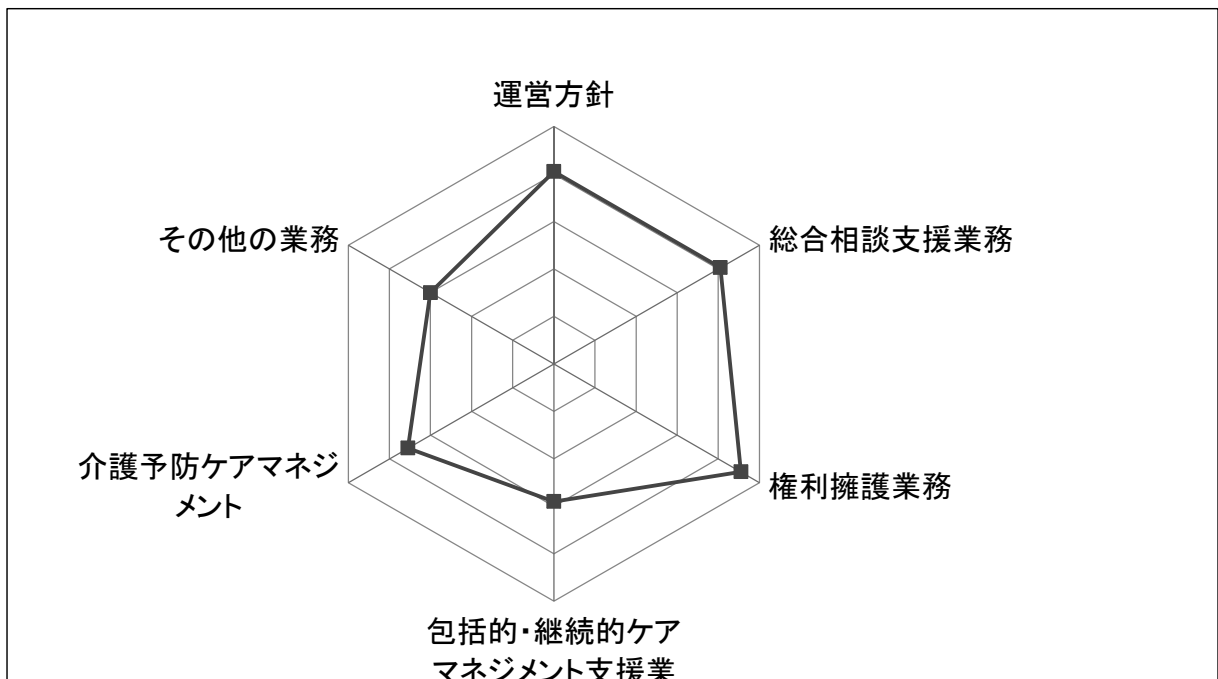 運営方針
総合相談支援業務
権利擁護業務
包括的・継続的ケア
マネジメント支援業
介護予防ケアマネジ
メント
その他の業務